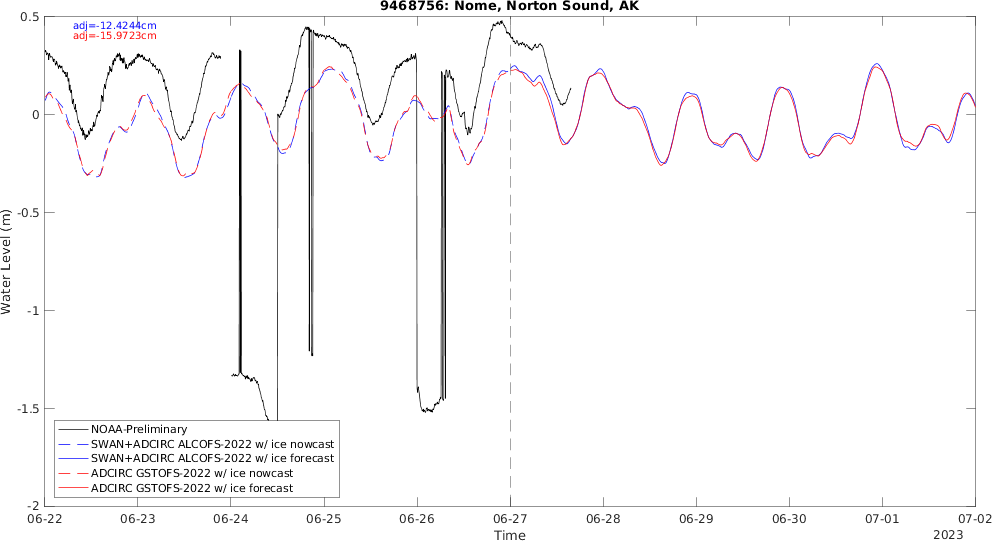 9468756: Nome, Norton Sound, AK
adj=-12.4244cm
adj=-15.9723cm
0.5
0
-0.5
-1
-1.5
-2
Water Level (m)
NOAA-Preliminary
SWAN+ADCIRC ALCOFS-2022 w/ ice nowcast
SWAN+ADCIRC ALCOFS-2022 w/ ice forecast
ADCIRC GSTOFS-2022 w/ ice nowcast
ADCIRC GSTOFS-2022 w/ ice forecast
06-22 06-23 06-24 06-25 06-26 06-27 06-28 06-29 06-30 07-01 07-02
Time
2023